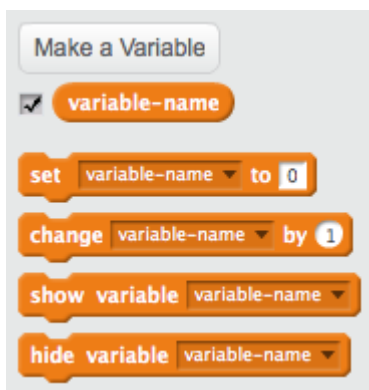 Make a Variable
variable-name
set variable-name to 0
change variable-name by 1
show variable variable-name
hide variable variable-name